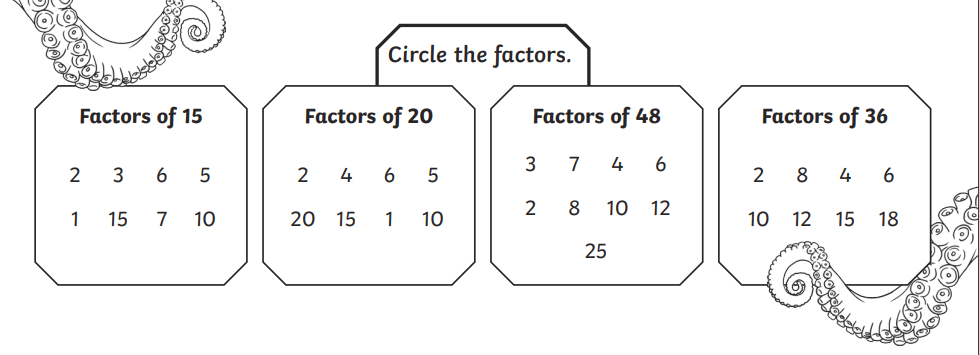 Circle the factors.
Factors of 15
2 3 6 5
1 15 7 10
Factors of 20
2 4 6 5
20 15 1 10
Factors of 48
3 7 4 6
2 8 10 12
25
Factors of 36
2 8 4 6
10 12 15 18